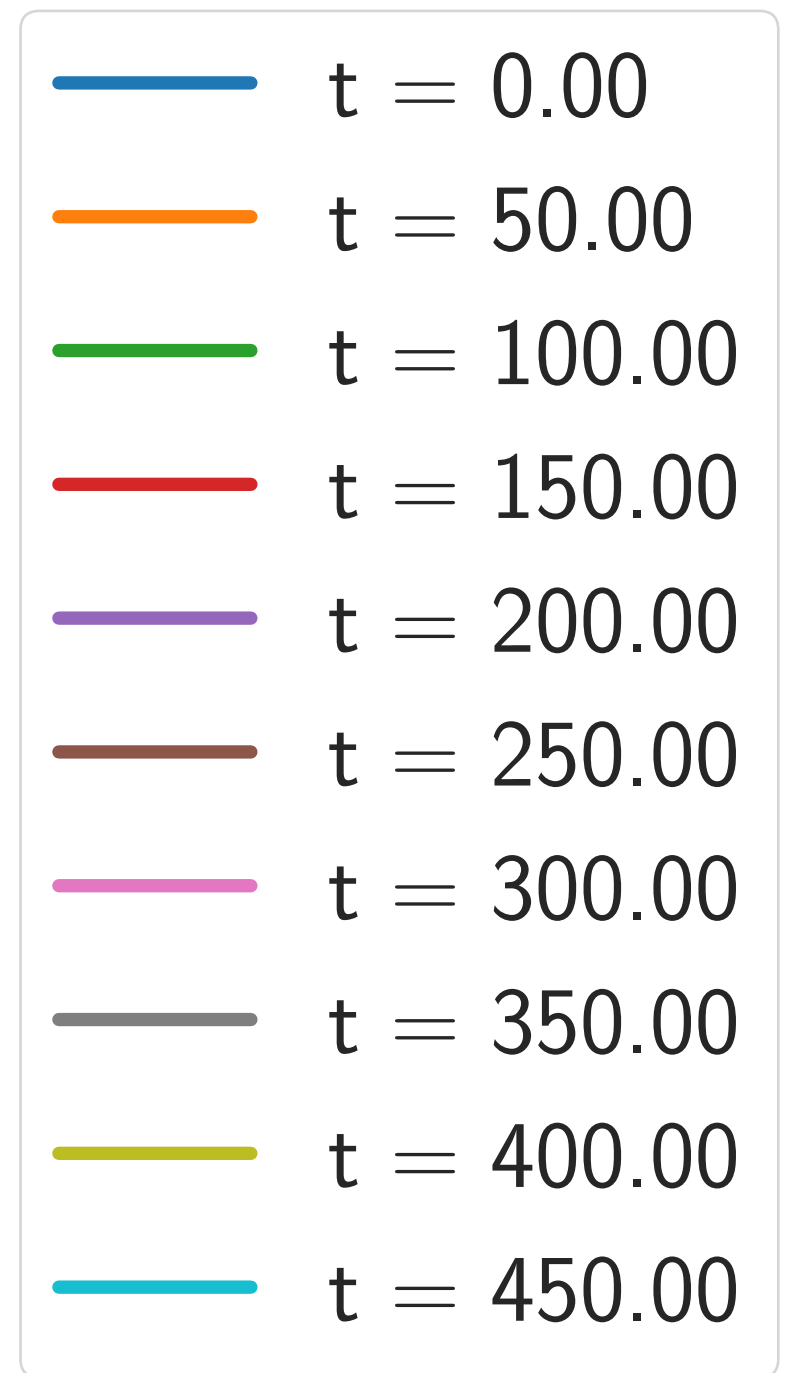 t = 0.00
t = 50.00
t = 100.00
t = 150.00
t = 200.00
t = 250.00
t = 300.00
t = 350.00
t = 400.00
t = 450.00